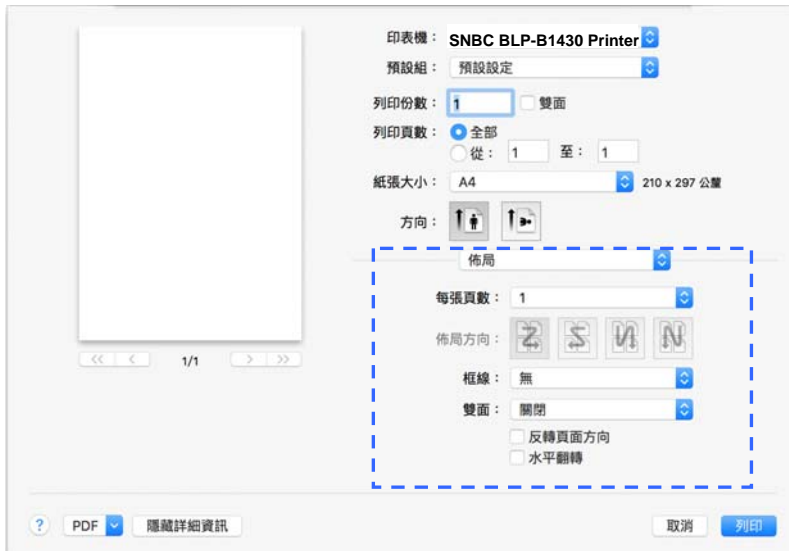 印表機： SNBC BLP-B1430 Printer
預設組： 預設設定
列印份數： 1 雙面
列印頁數： 全部
從： 1 至： 1
紙張大小： A4 210 x 297 公釐
方向：
佈局
每張頁數： 1
佈局方向：
框線： 無
雙面： 關閉
反轉頁面方向
水平翻轉
<< < 1/1 > >>
? PDF 隱藏詳細資訊 取消 列印